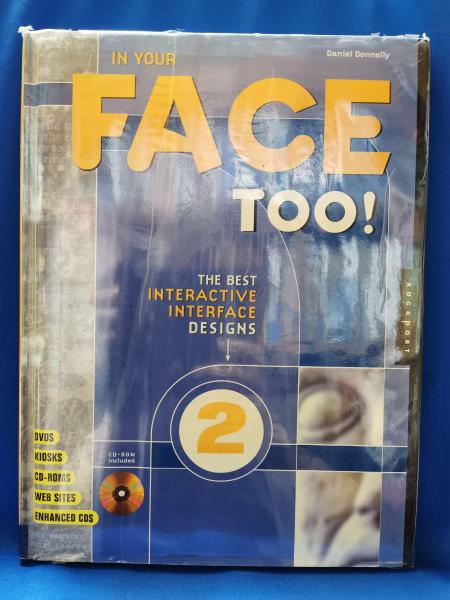 IN YOUR
Daniel Donnelly
FACE
TOO!
THE BEST
INTERACTIVE
INTERFACE
DESIGNS
ROCKPORT
2
DVDS
KIOSKS
CD-ROMS
WEB SITES
ENHANCED CDS
CD-ROM
included